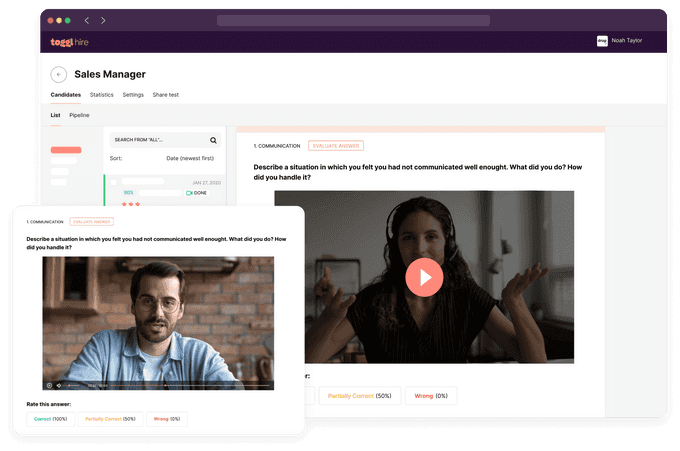 toggl hire
drop
Noah Taylor
Sales Manager
Candidates
Statistics
Settings
Share test
List
Pipeline
SEARCH FROM "ALL"...
Sort:
Date (newest first)
JAN 27, 2020
90%
DONE
1. COMMUNICATION
EVALUATE ANSWER
Describe a situation in which you felt you had not communicated well enought. What did you do? How
did you handle it?
Partially Correct (50%)
Wrong (0%)
1. COMMUNICATION
EVALUATE ANSWER
Describe a situation in which you felt you had not communicated well enought. What did you do? How
did you handle it?
Rate this answer:
Correct (100%)
Partially Correct (50%)
Wrong (0%)